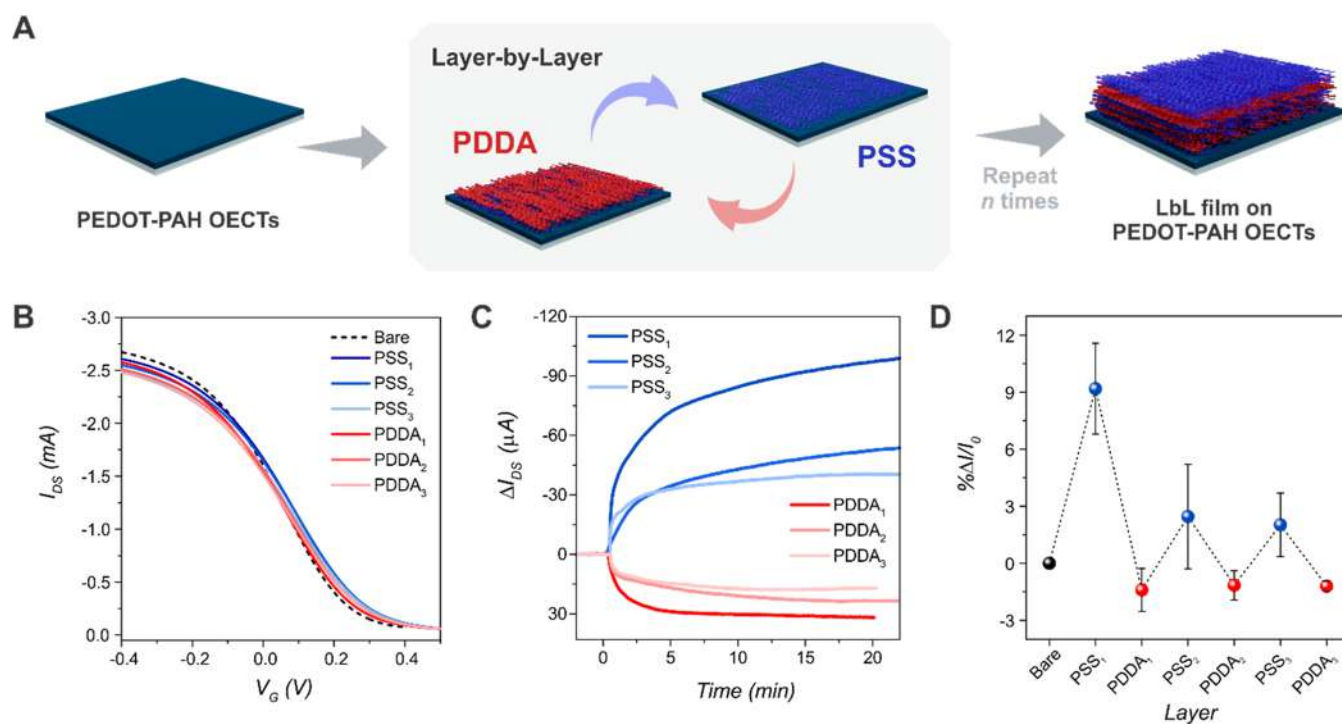 A
Layer-by-Layer
PDDA
PSS
PEDOT-PAH OECTs
Repeat
n times
LbL film on
PEDOT-PAH OECTs
B
-3.0
-2.5
-2.0
-1.5
-1.0
-0.5
0.0
I_DS (mA)
-0.4
-0.2
0.0
0.2
0.4
V_G (V)
Bare
PSS₁
PSS₂
PSS₃
PDDA₁
PDDA₂
PDDA₃
C
-120
-90
-60
-30
0
30
ΔI_DS (μA)
0
5
10
15
20
Time (min)
PSS₁
PSS₂
PSS₃
PDDA₁
PDDA₂
PDDA₃
D
12
9
6
3
0
-3
%ΔI/I₀
Bare
PSS₁
PDDA₁
PSS₂
PDDA₂
PSS₃
PDDA₃
Layer